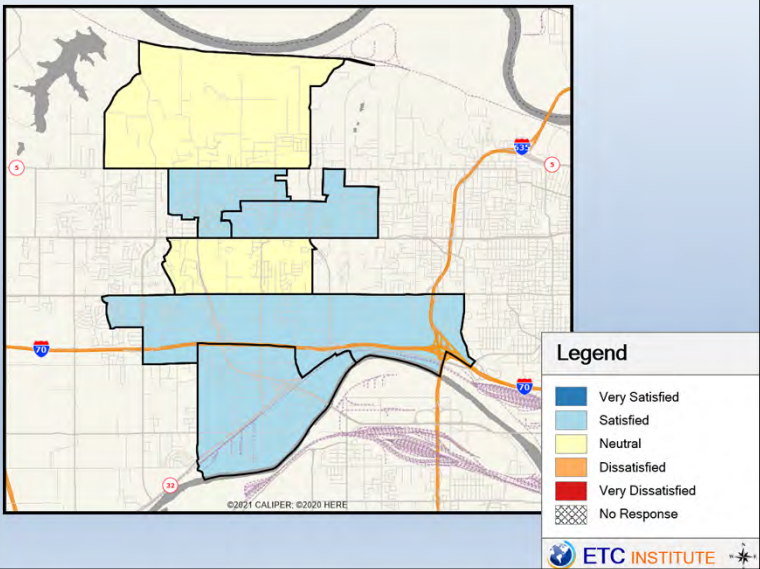 635
5
5
70
70
32
©2021 CALIPER; ©2020 HERE
Legend
Very Satisfied
Satisfied
Neutral
Dissatisfied
Very Dissatisfied
No Response
ETC INSTITUTE